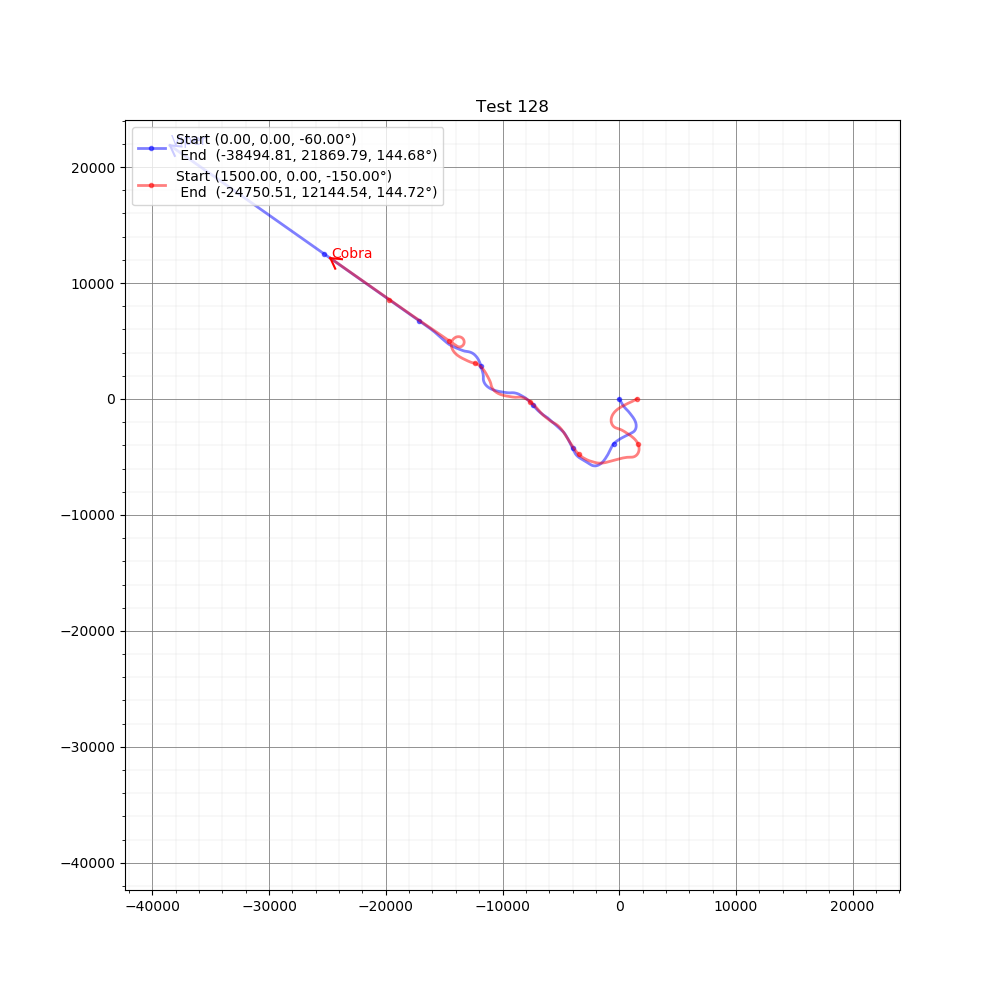 Test 128
Start (0.00, 0.00, -60.00°)
End (-38494.81, 21869.79, 144.68°)
Start (1500.00, 0.00, -150.00°)
End (-24750.51, 12144.54, 144.72°)
Cobra
20000
10000
0
−10000
−20000
−30000
−40000
−40000 −30000 −20000 −10000 0 10000 20000